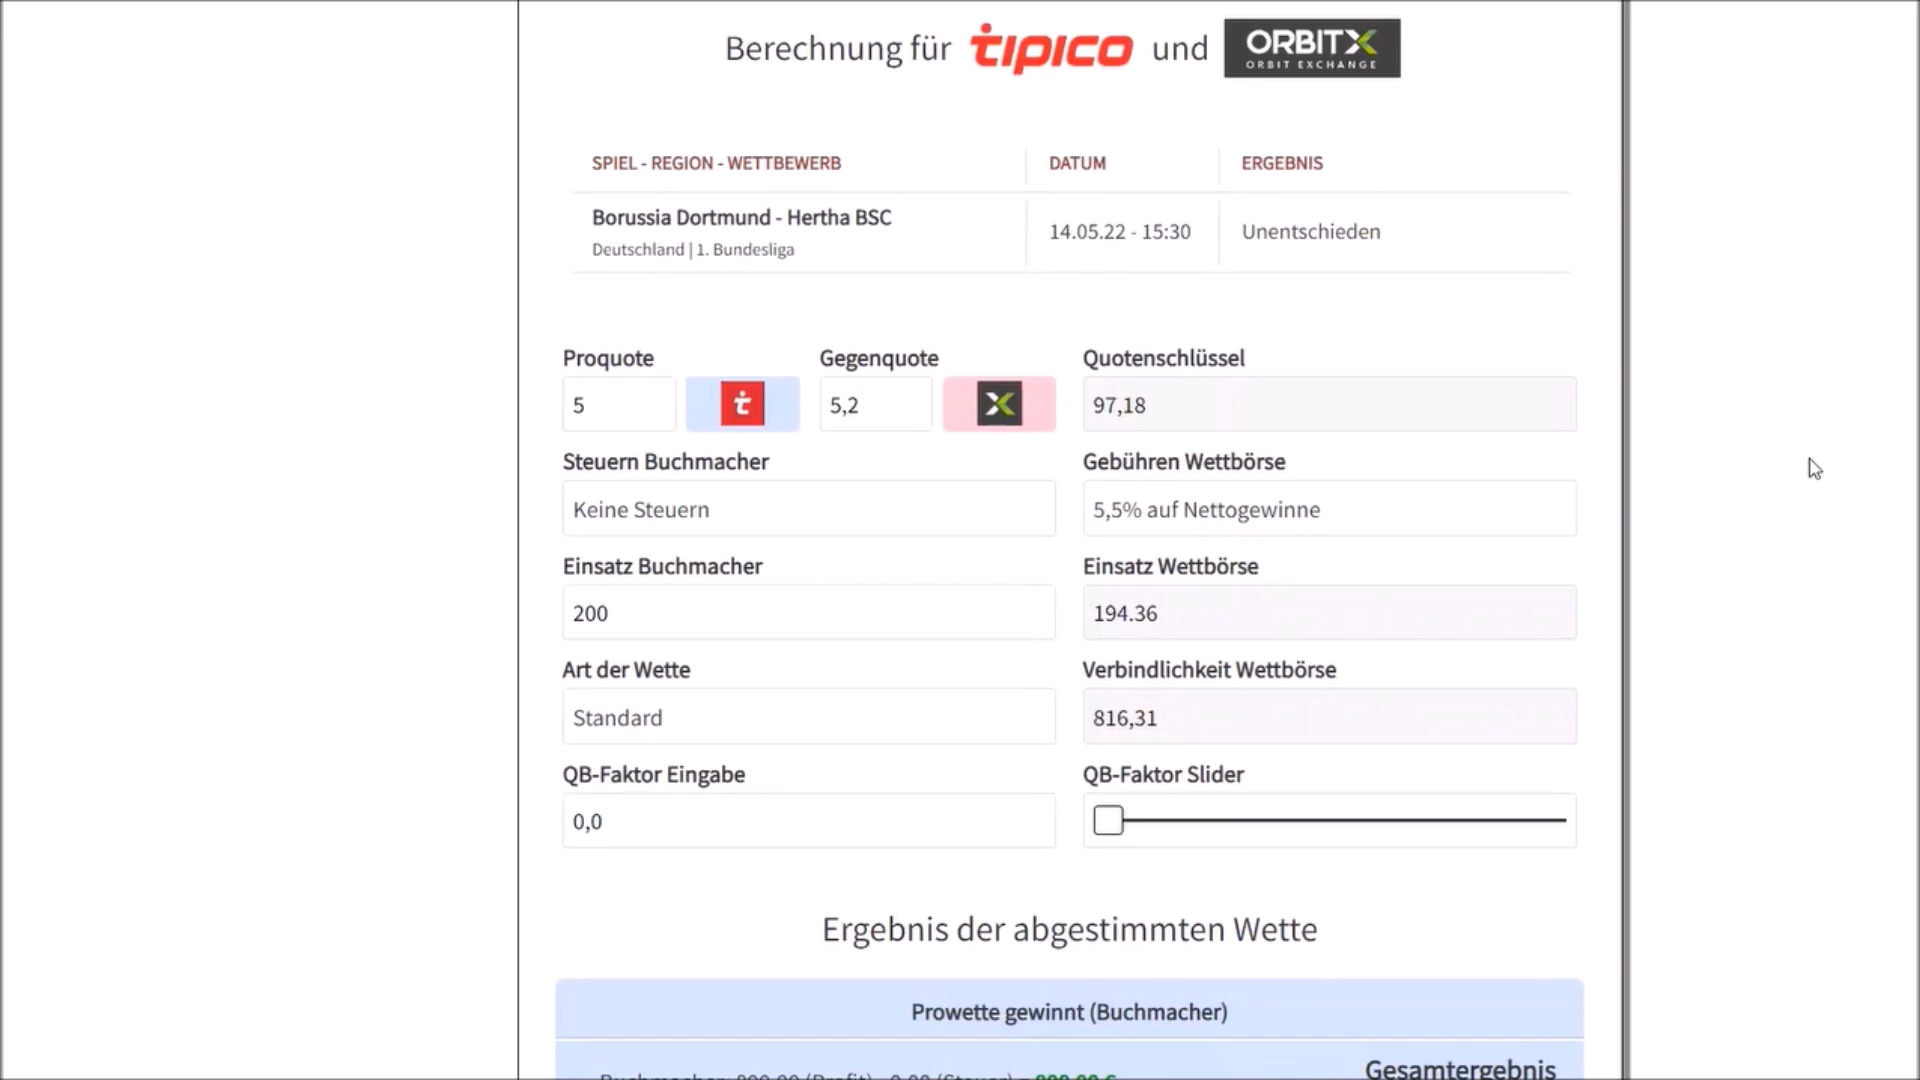 Berechnung für tipico und ORBITX
ORBIT EXCHANGE
SPIEL - REGION - WETTBEWERB DATUM ERGEBNIS
Borussia Dortmund - Hertha BSC
Deutschland | 1. Bundesliga
14.05.22 - 15:30 Unentschieden
Proquote Gegenquote Quotenschlüssel
5 t 5,2 X 97,18
Steuern Buchmacher Gebühren Wettbörse
Keine Steuern 5,5% auf Nettogewinne
Einsatz Buchmacher Einsatz Wettbörse
200 194.36
Art der Wette Verbindlichkeit Wettbörse
Standard 816,31
QB-Faktor Eingabe QB-Faktor Slider
0,0
Ergebnis der abgestimmten Wette
Prowette gewinnt (Buchmacher)
Gesamtergebnis